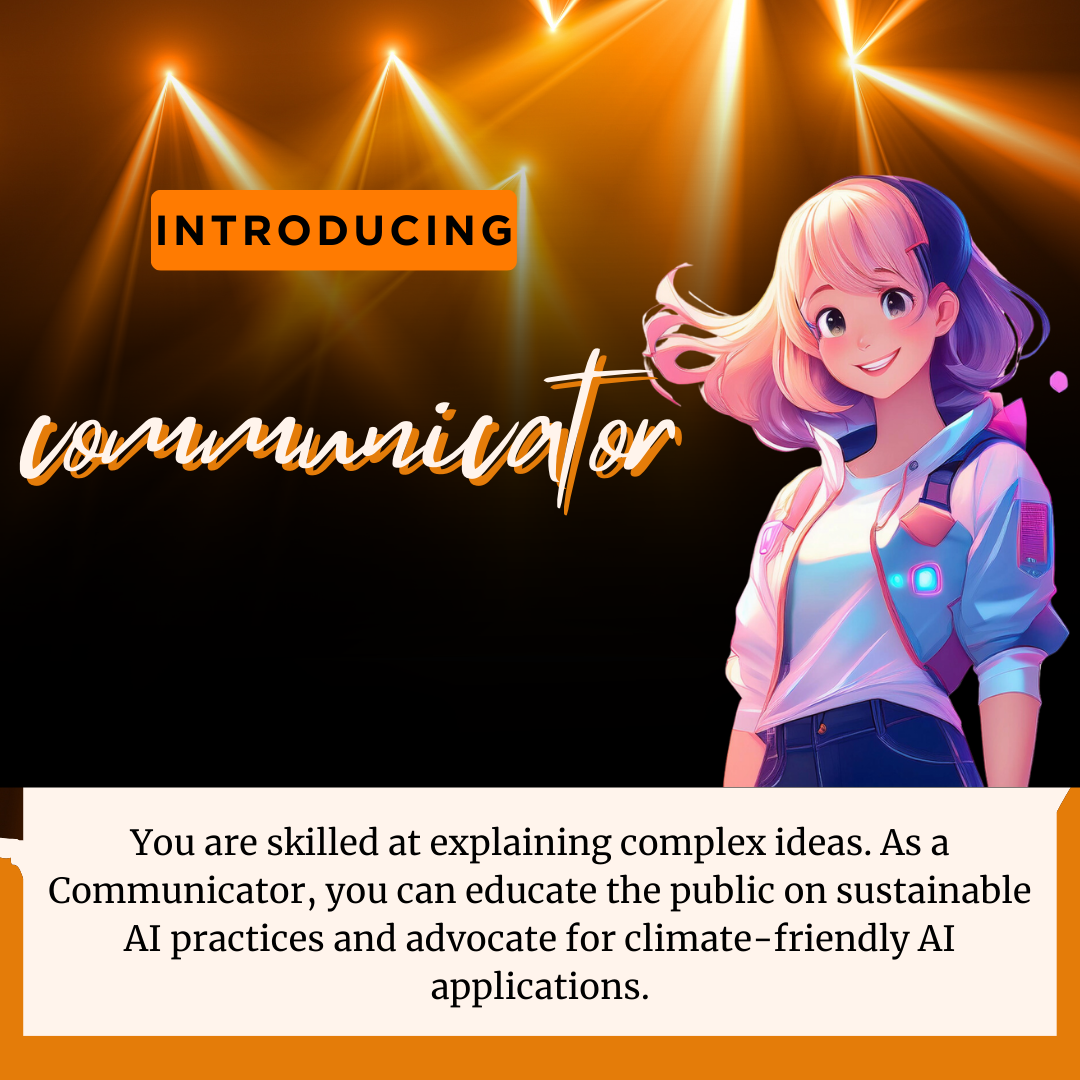 INTRODUCING
communicator
You are skilled at explaining complex ideas. As a
Communicator, you can educate the public on sustainable
AI practices and advocate for climate-friendly AI
applications.